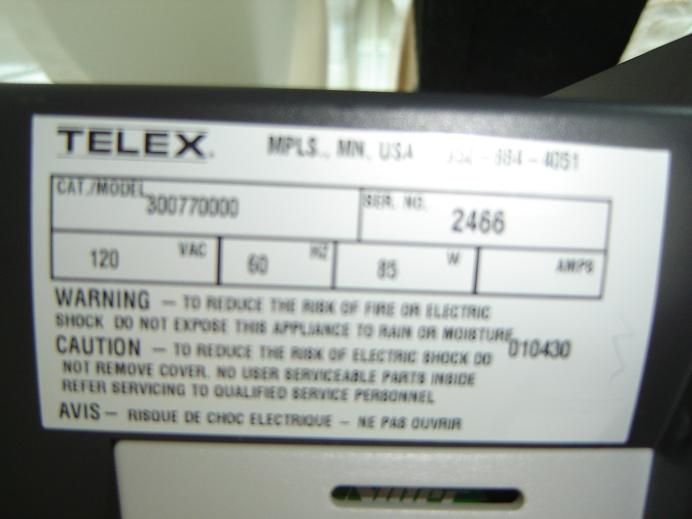 TELEX. MPLS., MN, USA 952-884-4051
CAT./MODEL 300770000 SER. NO. 2466
120 VAC 60 HZ 85 W AMPS
WARNING — TO REDUCE THE RISK OF FIRE OR ELECTRIC
SHOCK DO NOT EXPOSE THIS APPLIANCE TO RAIN OR MOISTURE
CAUTION — TO REDUCE THE RISK OF ELECTRIC SHOCK DO 010430
NOT REMOVE COVER. NO USER SERVICEABLE PARTS INSIDE
REFER SERVICING TO QUALIFIED SERVICE PERSONNEL
AVIS — RISQUE DE CHOC ELECTRIQUE — NE PAS OUVRIR